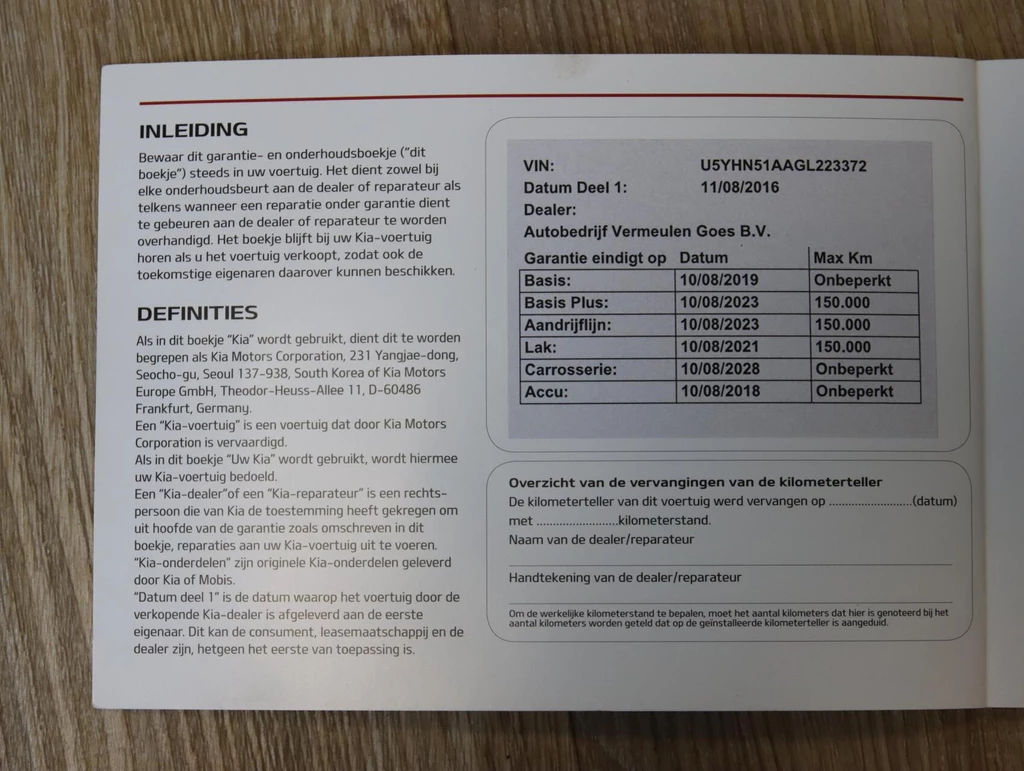 INLEIDING
Bewaar dit garantie- en onderhoudsboekje ("dit
boekje") steeds in uw voertuig. Het dient zowel bij
elke onderhoudsbeurt aan de dealer of reparateur als
telkens wanneer een reparatie onder garantie dient
te gebeuren aan de dealer of reparateur te worden
overhandigd. Het boekje blijft bij uw Kia-voertuig
horen als u het voertuig verkoopt, zodat ook de
toekomstige eigenaren daarover kunnen beschikken.
DEFINITIES
Als in dit boekje "Kia" wordt gebruikt, dient dit te worden
begrepen als Kia Motors Corporation, 231 Yangjae-dong,
Seocho-gu, Seoul 137-938, South Korea of Kia Motors
Europe GmbH, Theodor-Heuss-Allee 11, D-60486
Frankfurt, Germany.
Een "Kia-voertuig" is een voertuig dat door Kia Motors
Corporation is vervaardigd.
Als in dit boekje "Uw Kia" wordt gebruikt, wordt hiermee
uw Kia-voertuig bedoeld.
Een "Kia-dealer"of een "Kia-reparateur" is een rechts-
persoon die van Kia de toestemming heeft gekregen om
uit hoofde van de garantie zoals omschreven in dit
boekje, reparaties aan uw Kia-voertuig uit te voeren.
"Kia-onderdelen" zijn originele Kia-onderdelen geleverd
door Kia of Mobis.
"Datum deel 1" is de datum waarop het voertuig door de
verkopende Kia-dealer is afgeleverd aan de eerste
eigenaar. Dit kan de consument, leasemaatschappij en de
dealer zijn, hetgeen het eerste van toepassing is.
VIN: U5YHN51AAGL223372
Datum Deel 1: 11/08/2016
Dealer:
Autobedrijf Vermeulen Goes B.V.
Garantie eindigt op Datum Max Km
Basis: 10/08/2019 Onbeperkt
Basis Plus: 10/08/2023 150.000
Aandrijflijn: 10/08/2023 150.000
Lak: 10/08/2021 150.000
Carrosserie: 10/08/2028 Onbeperkt
Accu: 10/08/2018 Onbeperkt
Overzicht van de vervangingen van de kilometerteller
De kilometerteller van dit voertuig werd vervangen op ..........................(datum)
met .........................kilometerstand.
Naam van de dealer/reparateur
Handtekening van de dealer/reparateur
Om de werkelijke kilometerstand te bepalen, moet het aantal kilometers dat hier is genoteerd bij het
aantal kilometers worden geteld dat op de geïnstalleerde kilometerteller is aangeduid.